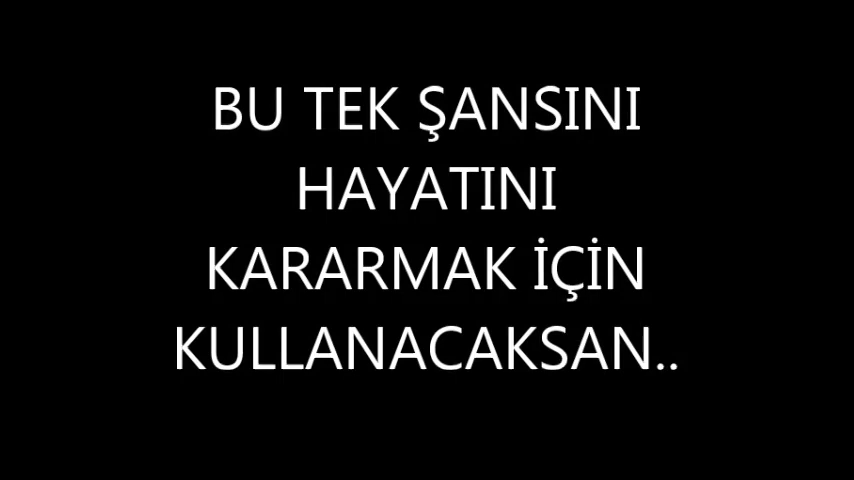 BU TEK ŞANSINI
HAYATINI
KARARMAK İÇİN
KULLANACAKSAN..